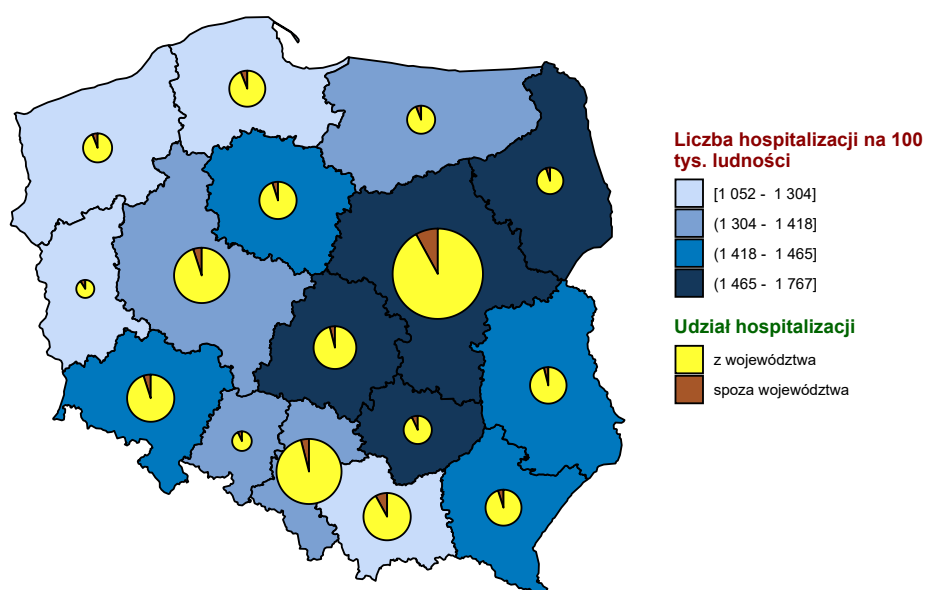 Liczba hospitalizacji na 100
tys. ludności
[1 052 - 1 304]
(1 304 - 1 418]
(1 418 - 1 465]
(1 465 - 1 767]
Udział hospitalizacji
z województwa
spoza województwa